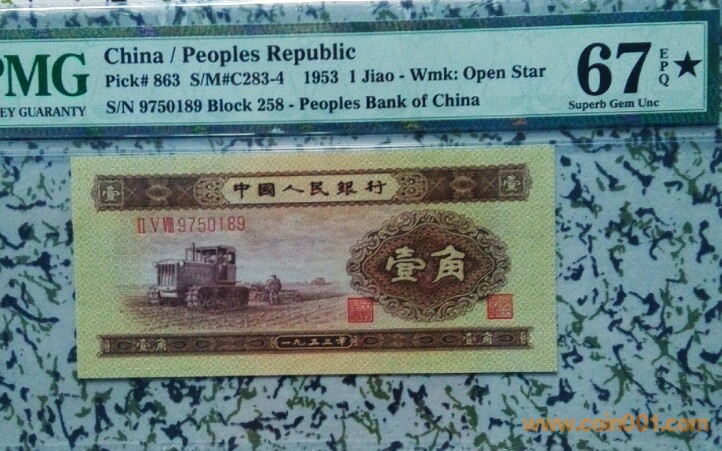 PMG
China / Peoples Republic
Pick# 863 S/M#C283-4 1953 1 Jiao - Wmk: Open Star
EY GUARANTY
S/N 9750189 Block 258 - Peoples Bank of China
67 EPQ ★
Superb Gem Unc
壹 中國人民銀行 壹
II V VIII 9750189
壹角
壹角 一九五三年 壹角
www.coin001.com